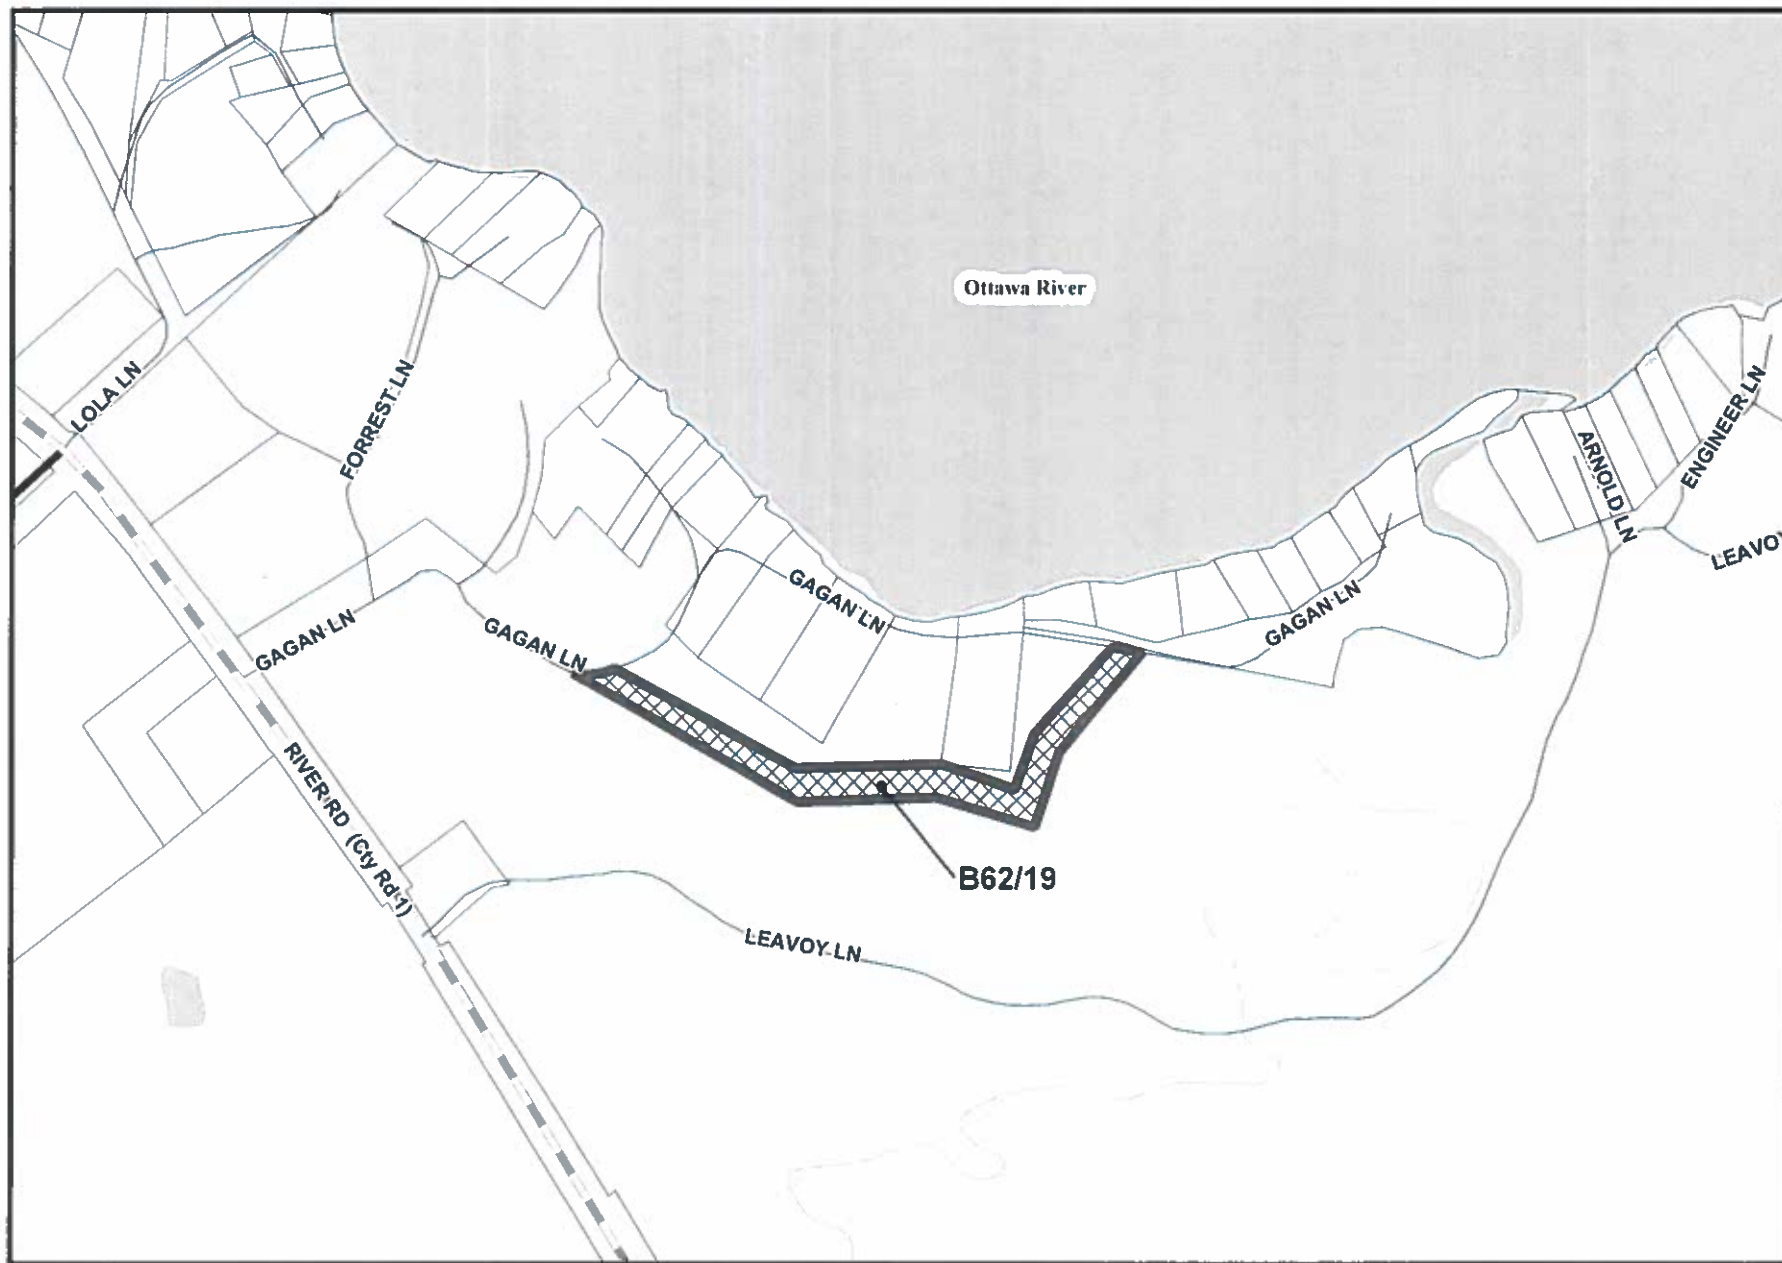 Ottawa River
LOLA LN
FORREST LN
ENGINEER LN
ARNOLD LN
LEAVOY
GAGAN LN
GAGAN LN
GAGAN LN
GAGAN LN
RIVER RD (Cty Rd 1)
B62/19
LEAVOY LN